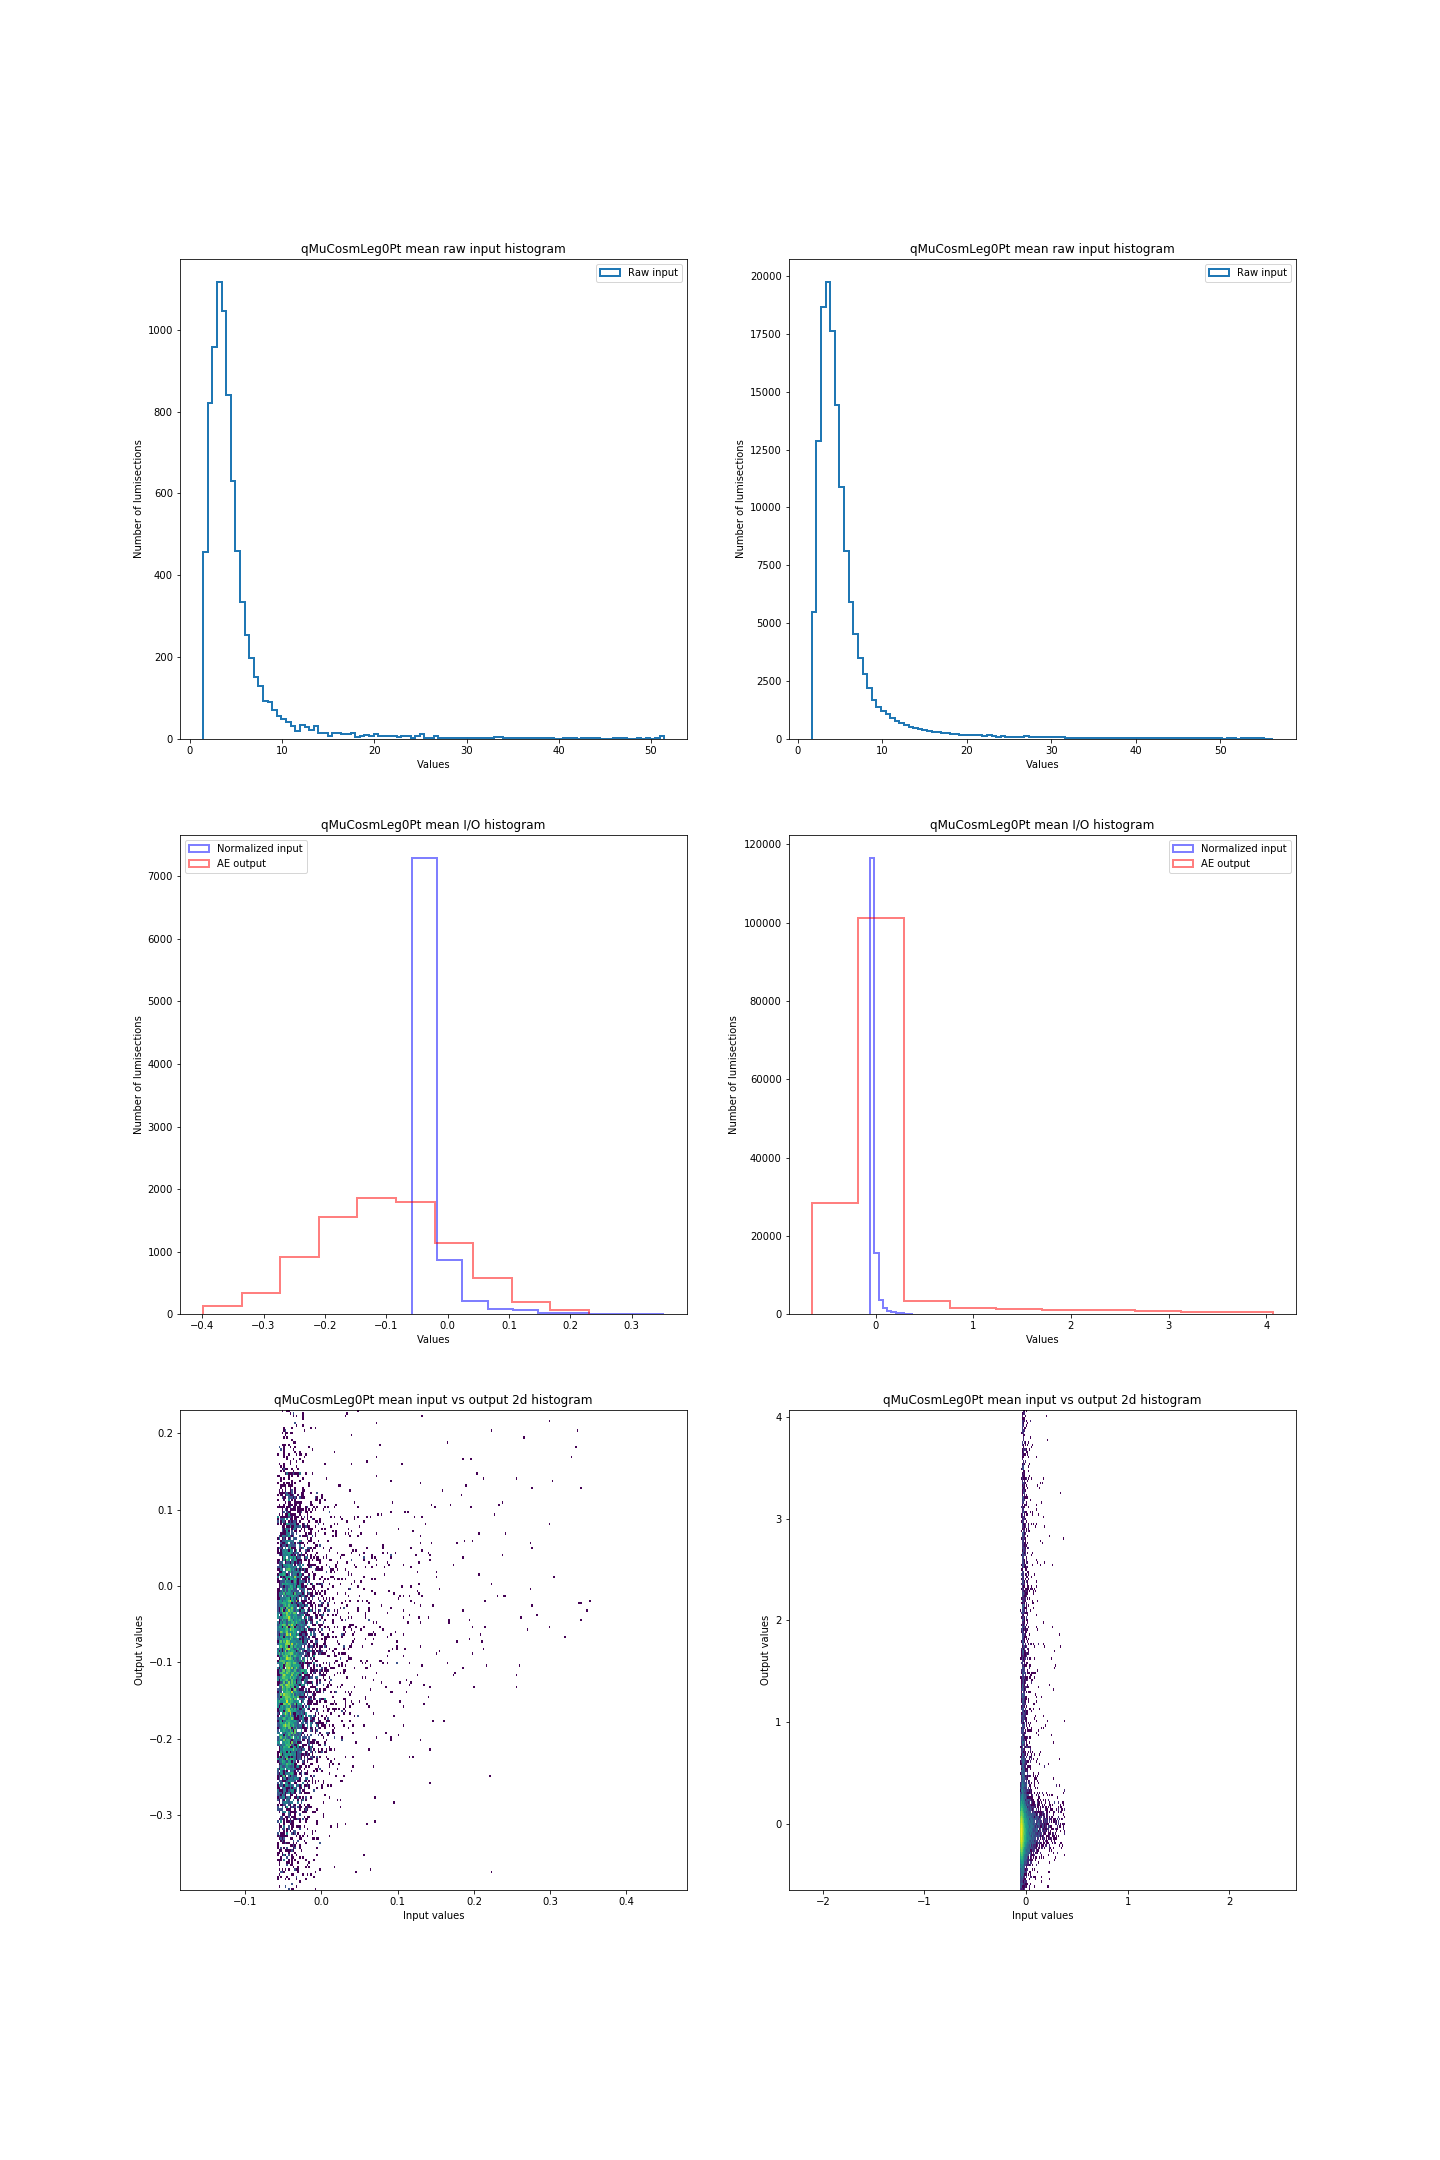 qMuCosmLeg0Pt mean raw input histogram
Raw input
1000
800
600
400
200
0
Number of lumisections
0 10 20 30 40 50
Values
qMuCosmLeg0Pt mean raw input histogram
Raw input
20000
17500
15000
12500
10000
7500
5000
2500
0
Number of lumisections
0 10 20 30 40 50
Values
qMuCosmLeg0Pt mean I/O histogram
Normalized input
AE output
7000
6000
5000
4000
3000
2000
1000
0
Number of lumisections
−0.4 −0.3 −0.2 −0.1 0.0 0.1 0.2 0.3
Values
qMuCosmLeg0Pt mean I/O histogram
Normalized input
AE output
120000
100000
80000
60000
40000
20000
0
Number of lumisections
0 1 2 3 4
Values
qMuCosmLeg0Pt mean input vs output 2d histogram
0.2
0.1
0.0
−0.1
−0.2
−0.3
Output values
−0.1 0.0 0.1 0.2 0.3 0.4
Input values
qMuCosmLeg0Pt mean input vs output 2d histogram
4
3
2
1
0
Output values
−2 −1 0 1 2
Input values